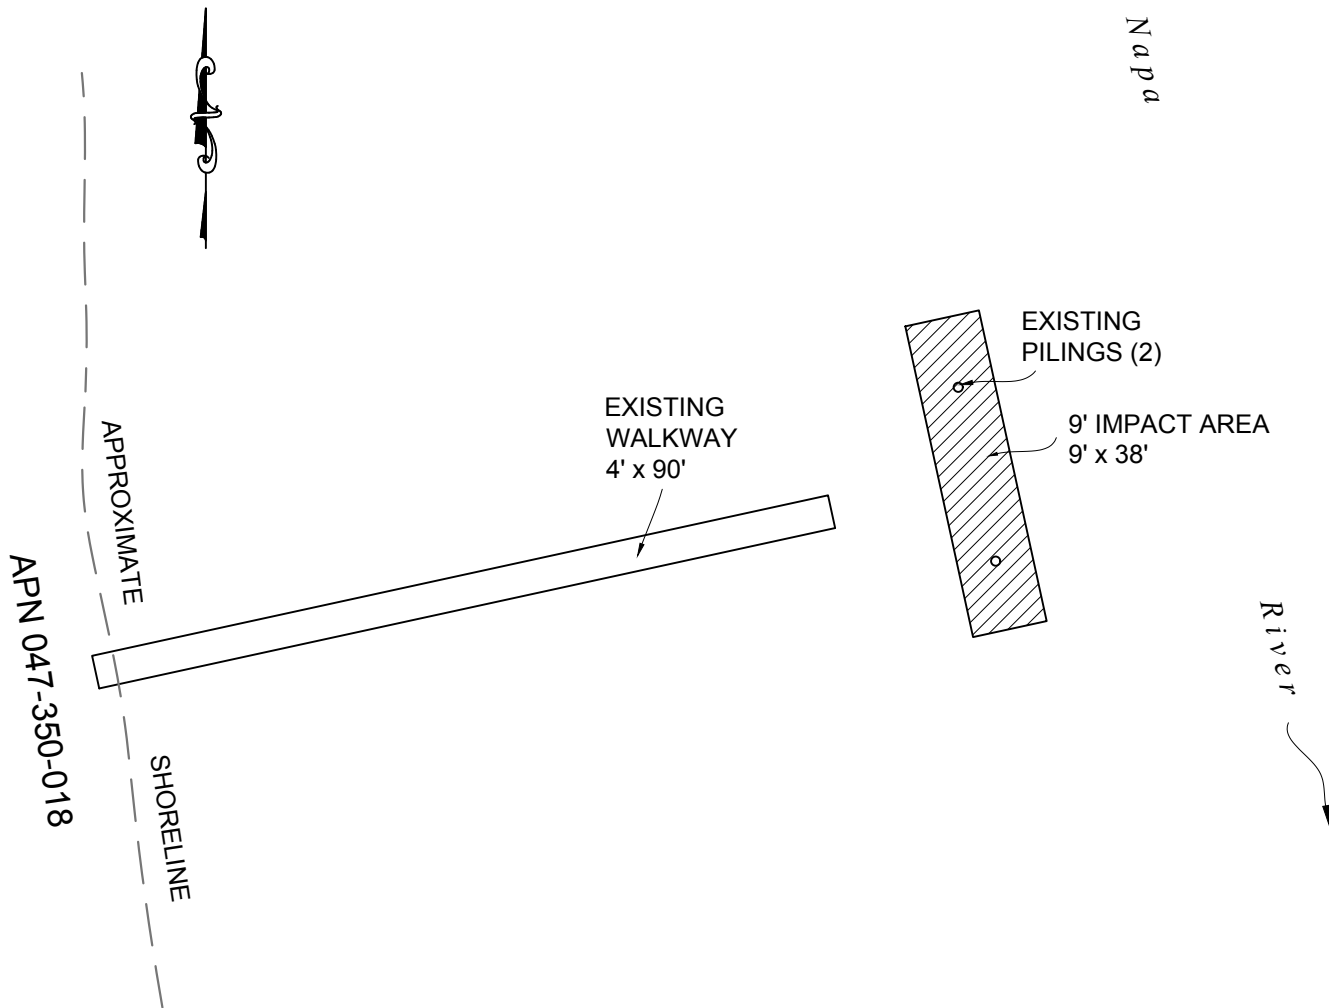 Napa
EXISTING
PILINGS (2)
9' IMPACT AREA
9' x 38'
EXISTING
WALKWAY
4' x 90'
APPROXIMATE
SHORELINE
APN 047-350-018
River